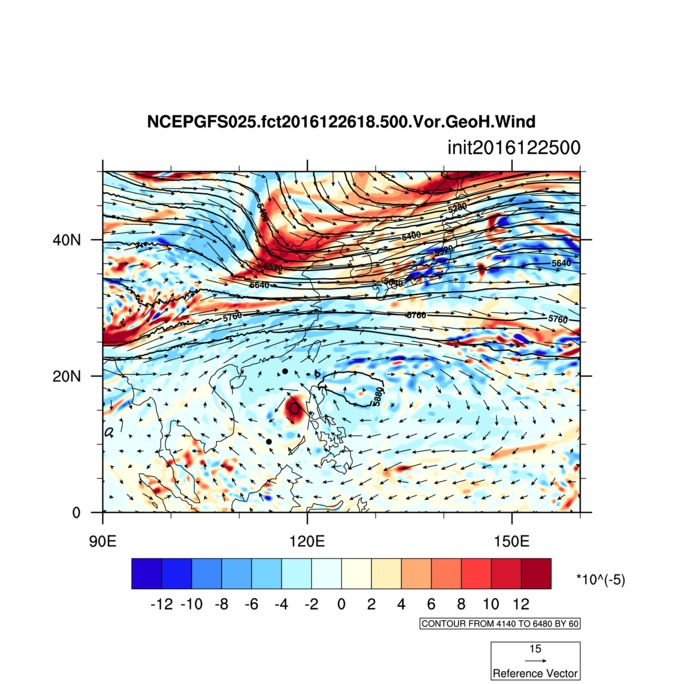 NCEPGFS025.fct2016122618.500.Vor.GeoH.Wind
init2016122500
40N
20N
0
90E 120E 150E
5280
5400
5520
5520
5640
5640
5640
5760
5760
5760
5880
a
-12 -10 -8 -6 -4 -2 0 2 4 6 8 10 12
*10^(-5)
CONTOUR FROM 4140 TO 6480 BY 60
15
Reference Vector